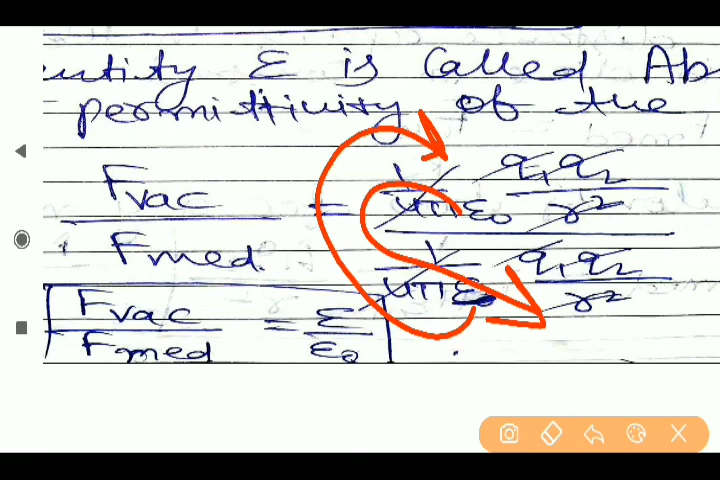 entity ε is Called Ab
permittivity of the
Fvac / Fmed. = (1/4πε₀ q₁q₂/r²) / (1/4πε q₁q₂/r²)
Fvac / Fmed = ε / ε₀